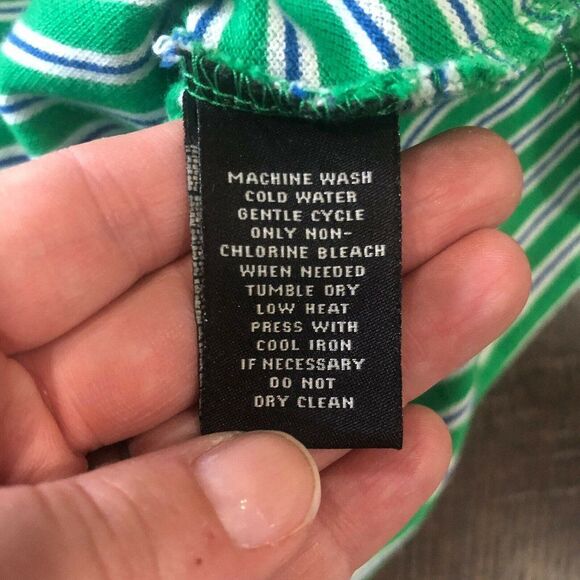 MACHINE WASH
COLD WATER
GENTLE CYCLE
ONLY NON-
CHLORINE BLEACH
WHEN NEEDED
TUMBLE DRY
LOW HEAT
PRESS WITH
COOL IRON
IF NECESSARY
DO NOT
DRY CLEAN